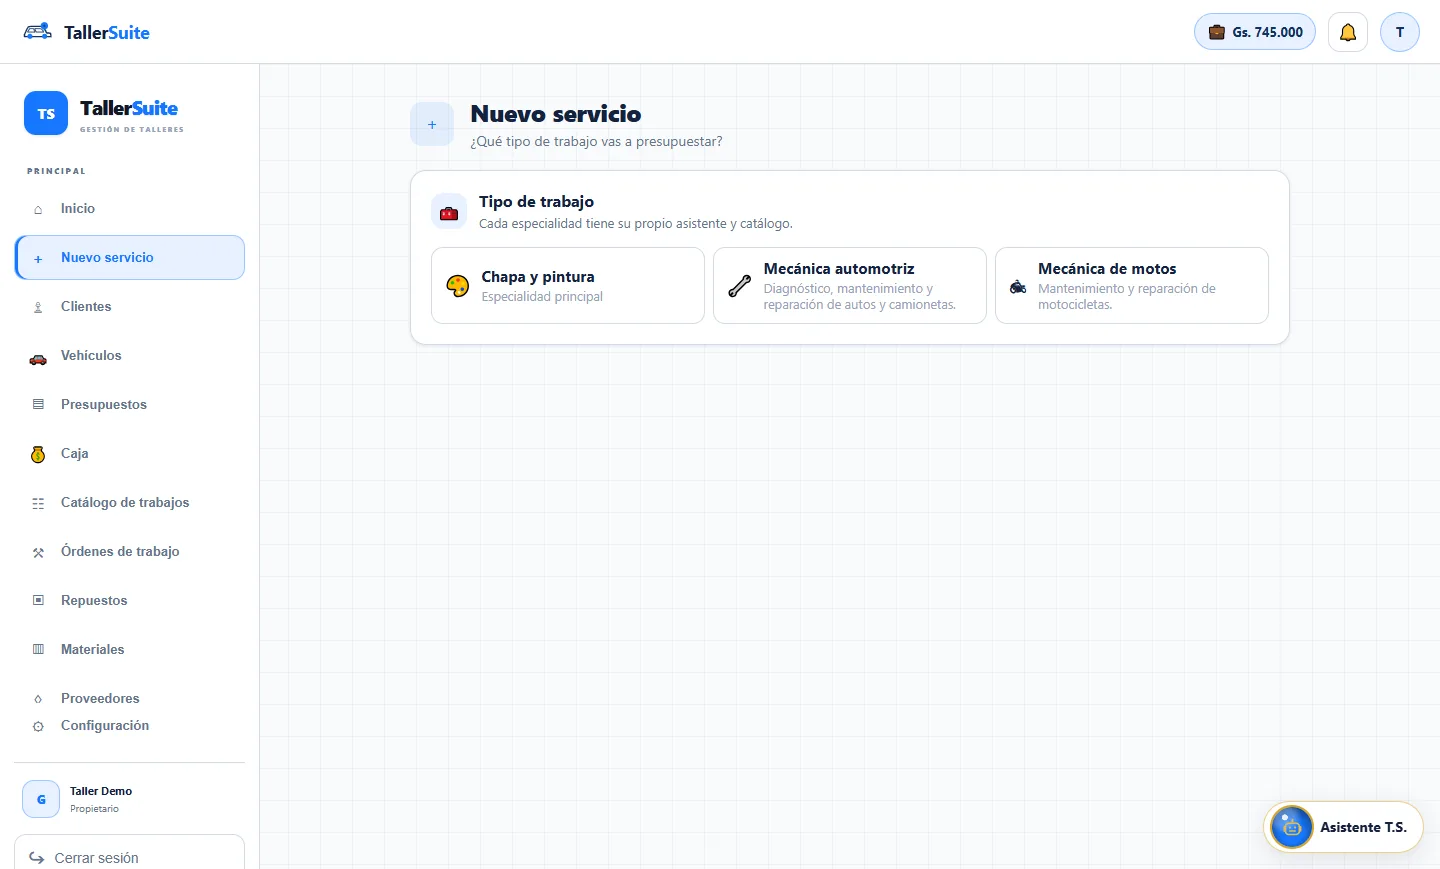 TallerSuite
Gs. 745.000
T
TS
TallerSuite
GESTIÓN DE TALLERES
PRINCIPAL
Inicio
Nuevo servicio
Clientes
Vehículos
Presupuestos
Caja
Catálogo de trabajos
Órdenes de trabajo
Repuestos
Materiales
Proveedores
Configuración
G
Taller Demo
Propietario
Cerrar sesión
+
Nuevo servicio
¿Qué tipo de trabajo vas a presupuestar?
Tipo de trabajo
Cada especialidad tiene su propio asistente y catálogo.
Chapa y pintura
Especialidad principal
Mecánica automotriz
Diagnóstico, mantenimiento y
reparación de autos y camionetas.
Mecánica de motos
Mantenimiento y reparación de
motocicletas.
Asistente T.S.